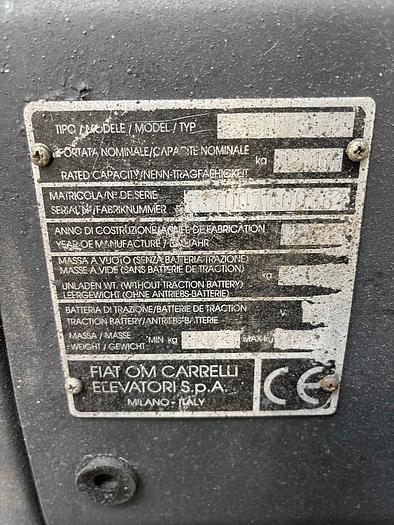 TIPO / MODELE / MODEL / TYP
PORTATA NOMINALE/CAPACITE NOMINALE
kg
RATED CAPACITY/NENN-TRAGFAEHIGKEIT
MATRICOLA/N° DE SERIE
SERIAL N°/FABRIKNUMMER
ANNO DI COSTRUZIONE/ANNEE DE FABRICATION
YEAR OF MANUFACTURE / BAUJAHR
MASSA A VUOTO (SENZA BATTERIA TRAZIONE)
MASSE A VIDE (SANS BATTERIE DE TRACTION)
kg
UNLADEN WT. (WITHOUT TRACTION BATTERY)
LEERGEWICHT (OHNE ANTRIEBS-BATTERIE)
BATTERIA DI TRAZIONE/BATTERIE DE TRACTION
V
TRACTION BATTERY/ANTRIEBS-BATTERIE
MASSA / MASSE
WEIGHT / GEWICHT
MIN kg
MAX kg
FIAT OM CARRELLI
ELEVATORI S.p.A.
MILANO - ITALY
CE